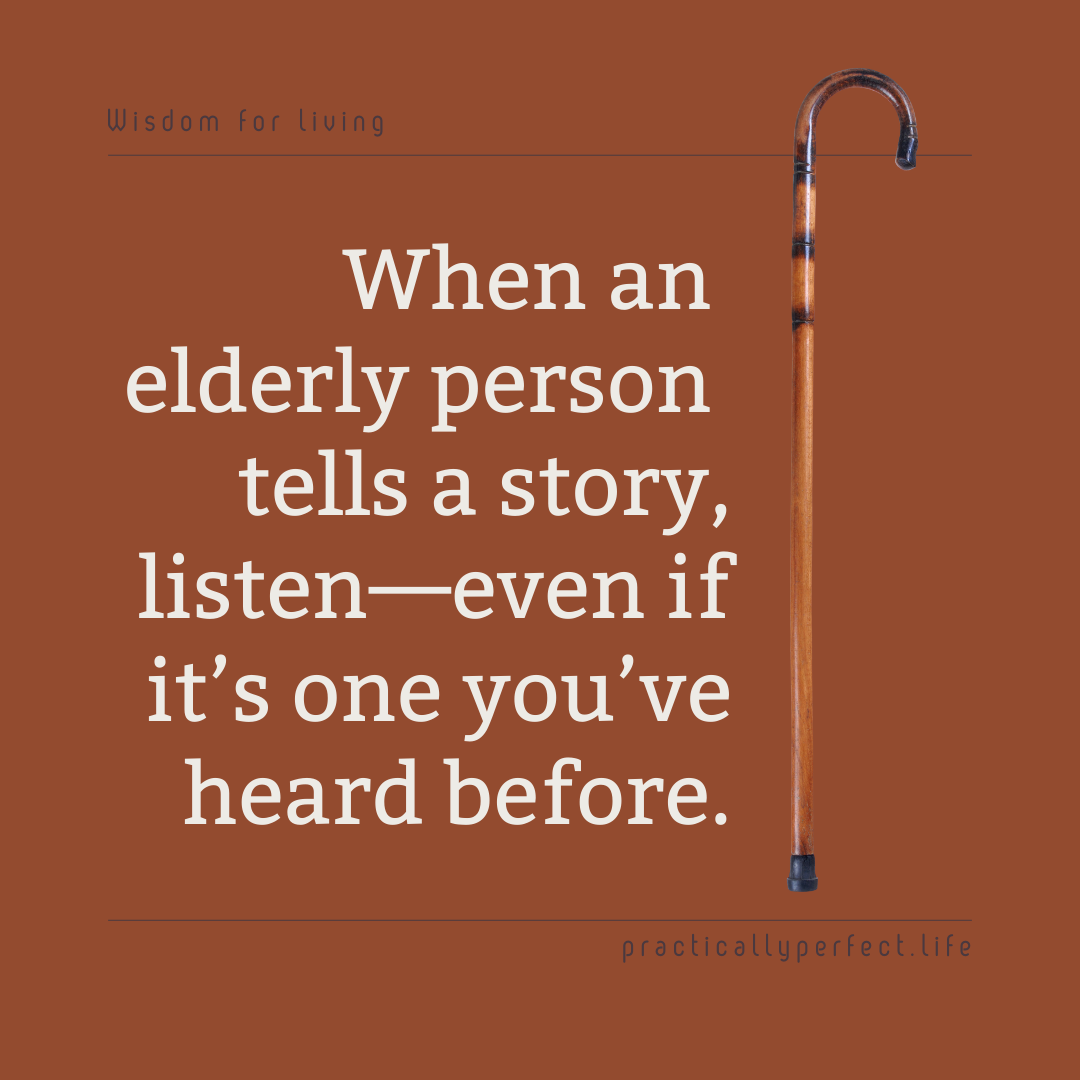 Wisdom for living
When an
elderly person
tells a story,
listen—even if
it’s one you’ve
heard before.
practicallyperfect.life